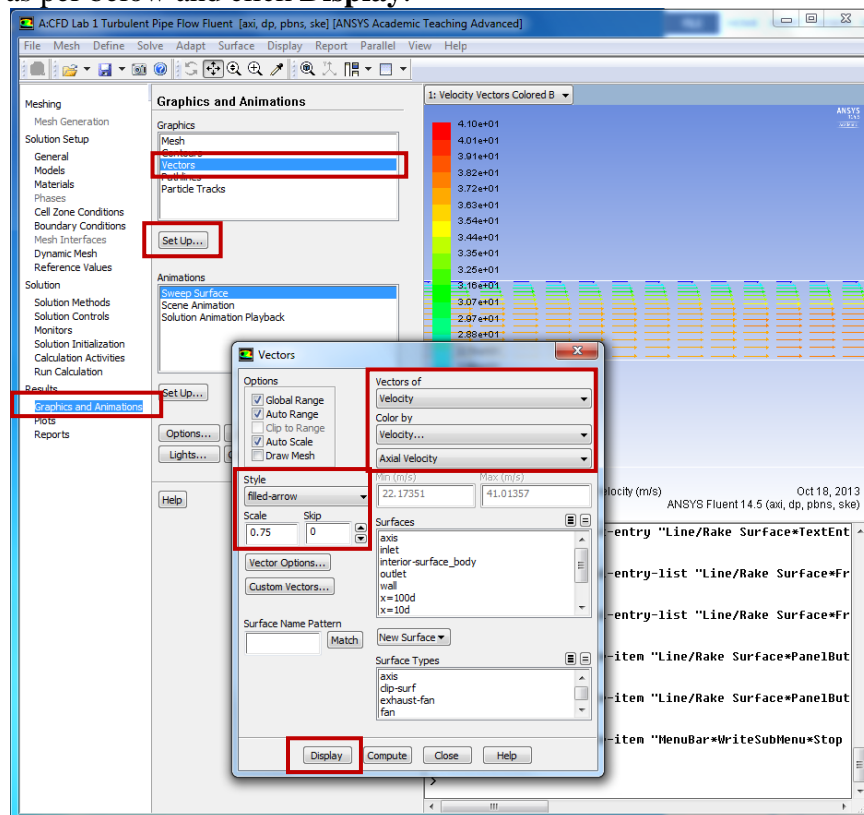 as per below and click Display.
A:CFD Lab 1 Turbulent Pipe Flow Fluent [axi, dp, pbns, ske] [ANSYS Academic Teaching Advanced]
File Mesh Define Solve Adapt Surface Display Report Parallel View Help
Meshing
Mesh Generation
Solution Setup
General
Models
Materials
Phases
Cell Zone Conditions
Boundary Conditions
Mesh Interfaces
Dynamic Mesh
Reference Values
Solution
Solution Methods
Solution Controls
Monitors
Solution Initialization
Calculation Activities
Run Calculation
Results
Graphics and Animations
Plots
Reports
Graphics and Animations
Graphics
Mesh
Contours
Vectors
Pathlines
Particle Tracks
Set Up...
Animations
Sweep Surface
Scene Animation
Solution Animation Playback
Set Up...
Options...
Lights...
Help
1: Velocity Vectors Colored B
ANSYS
4.10e+01
4.01e+01
3.91e+01
3.82e+01
3.72e+01
3.63e+01
3.54e+01
3.44e+01
3.35e+01
3.25e+01
3.16e+01
3.07e+01
2.97e+01
2.88e+01
Vectors
Options
Global Range
Auto Range
Clip to Range
Auto Scale
Draw Mesh
Style
filled-arrow
Scale Skip
0.75 0
Vector Options...
Custom Vectors...
Surface Name Pattern
Match
Vectors of
Velocity
Color by
Velocity...
Axial Velocity
Min (m/s) Max (m/s)
22.17351 41.01357
Surfaces
axis
inlet
interior-surface_body
outlet
wall
x=100d
x=10d
New Surface
Surface Types
axis
clip-surf
exhaust-fan
fan
Display Compute Close Help
elocity (m/s) Oct 18, 2013
ANSYS Fluent 14.5 (axi, dp, pbns, ske)
-entry "Line/Rake Surface*TextEnt
-entry-list "Line/Rake Surface*Fr
-entry-list "Line/Rake Surface*Fr
-item "Line/Rake Surface*PanelBut
-item "Line/Rake Surface*PanelBut
-item "MenuBar*WriteSubMenu*Stop
>